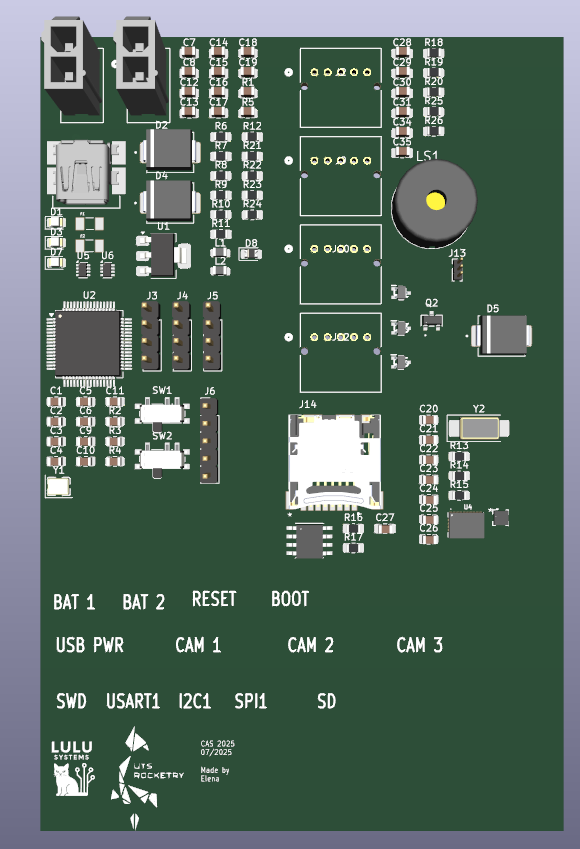 C7 C14 C18
C8 C15 C19
C12 C16 R1
C13 C17 R5
C28 R18
C29 R19
C30 R20
C31 R25
C34 R26
C35
LS1
D2
R6 R12
R7 R21
R8 R22
R9 R23
R10 R24
R11
D4
U1
L1 D8
L2
D1
D3
D7
F1
F2
U5 U6
J13
Q2
D5
U2
J3 J4 J5
C1 C5 C11
C2 C6 R2
C3 C9 R3
C4 C10 R4
Y1
SW1
SW2
J6
J14
C20
C21
C22
C23
C24
C25
C26
Y2
R13
R14
R15
U4
R16 C27
R17
BAT 1 BAT 2 RESET BOOT
USB PWR CAM 1 CAM 2 CAM 3
SWD USART1 I2C1 SPI1 SD
LULU
SYSTEMS
UTS
ROCKETRY
CAS 2025
07/2025
Made by
Elena